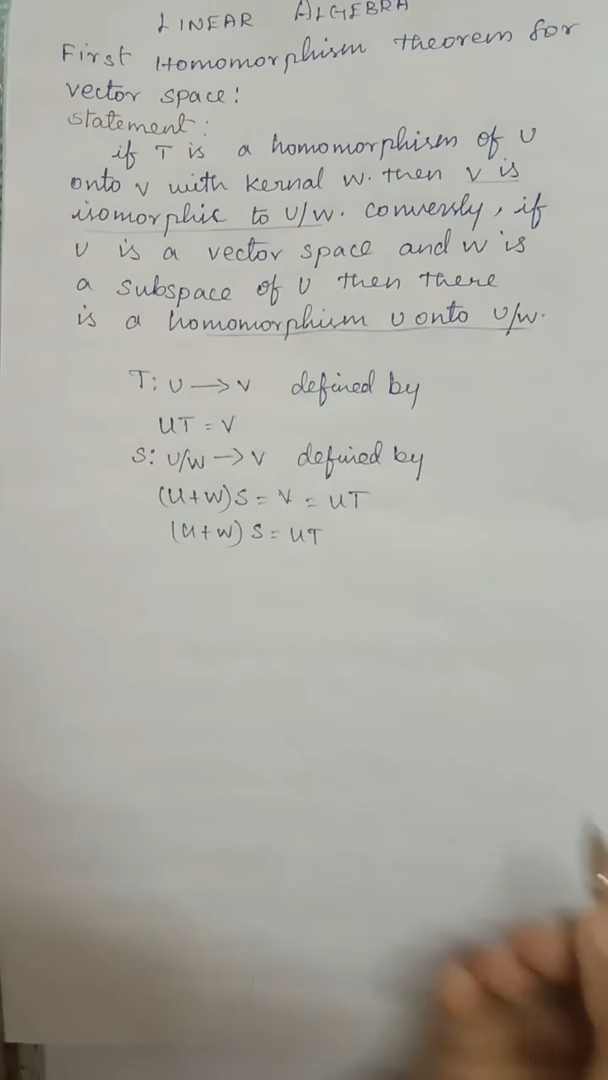 LINEAR ALGEBRA
First Homomorphism theorem for
vector space:
Statement:
if T is a homomorphism of U
onto V with kernal W. then V is
isomorphic to U/W. conversly, if
U is a vector space and W is
a subspace of U then there
is a homomorphism U onto U/W.
T: U → V defined by
uT = v
S: U/W → V defined by
(u+w)S = v = uT
(u+w) S = uT